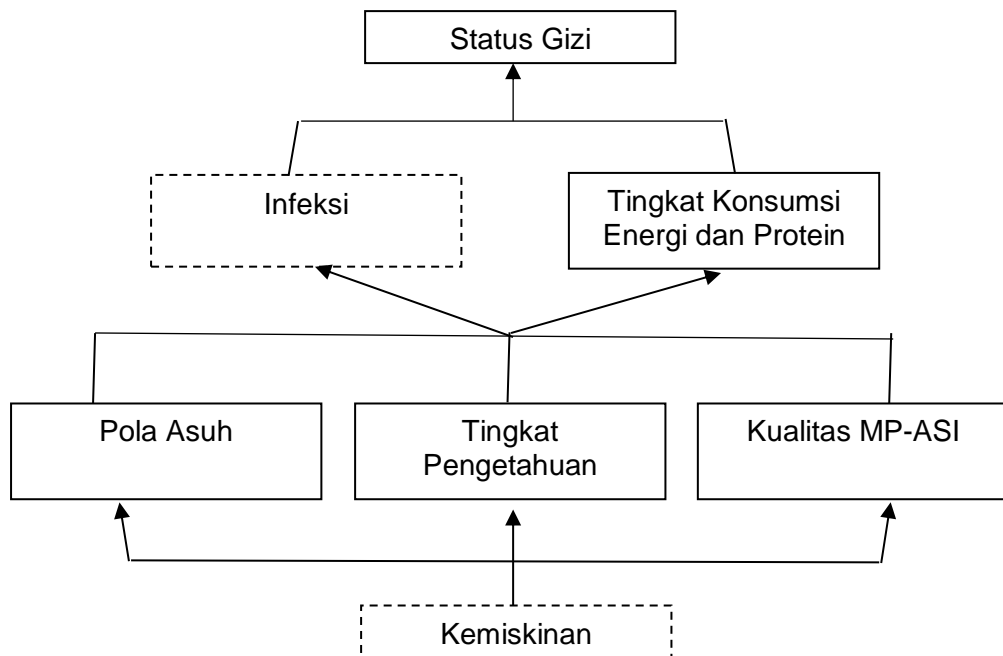 Status Gizi
Infeksi
Tingkat Konsumsi
Energi dan Protein
Pola Asuh
Tingkat
Pengetahuan
Kualitas MP-ASI
Kemiskinan